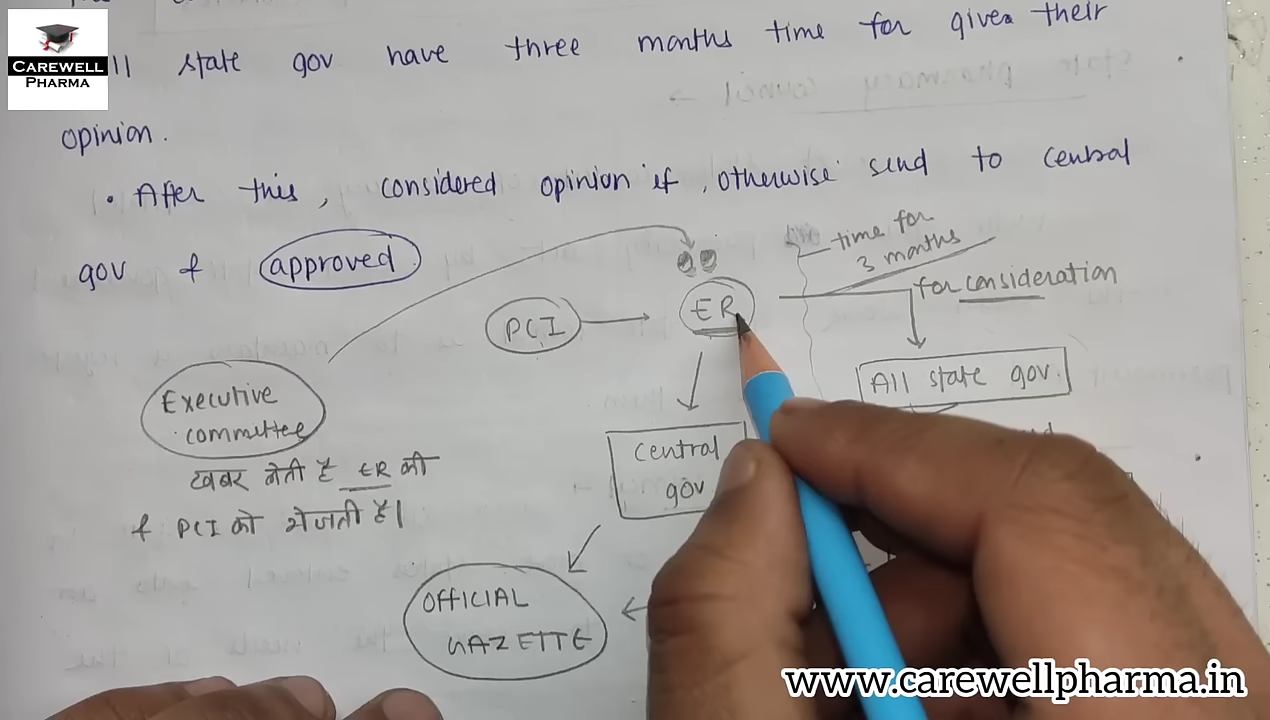 CAREWELL
PHARMA
ll state gov have three months time for given their
opinion.
• After this, considered opinion if, otherwise send to central
gov & approved
time for
3 months
for consideration
PCI
ER
All state gov.
Executive
committee
central
gov
खबर लेती है ER की
& PCI को भेजती है।
OFFICIAL
GAZETTE
www.carewellpharma.in